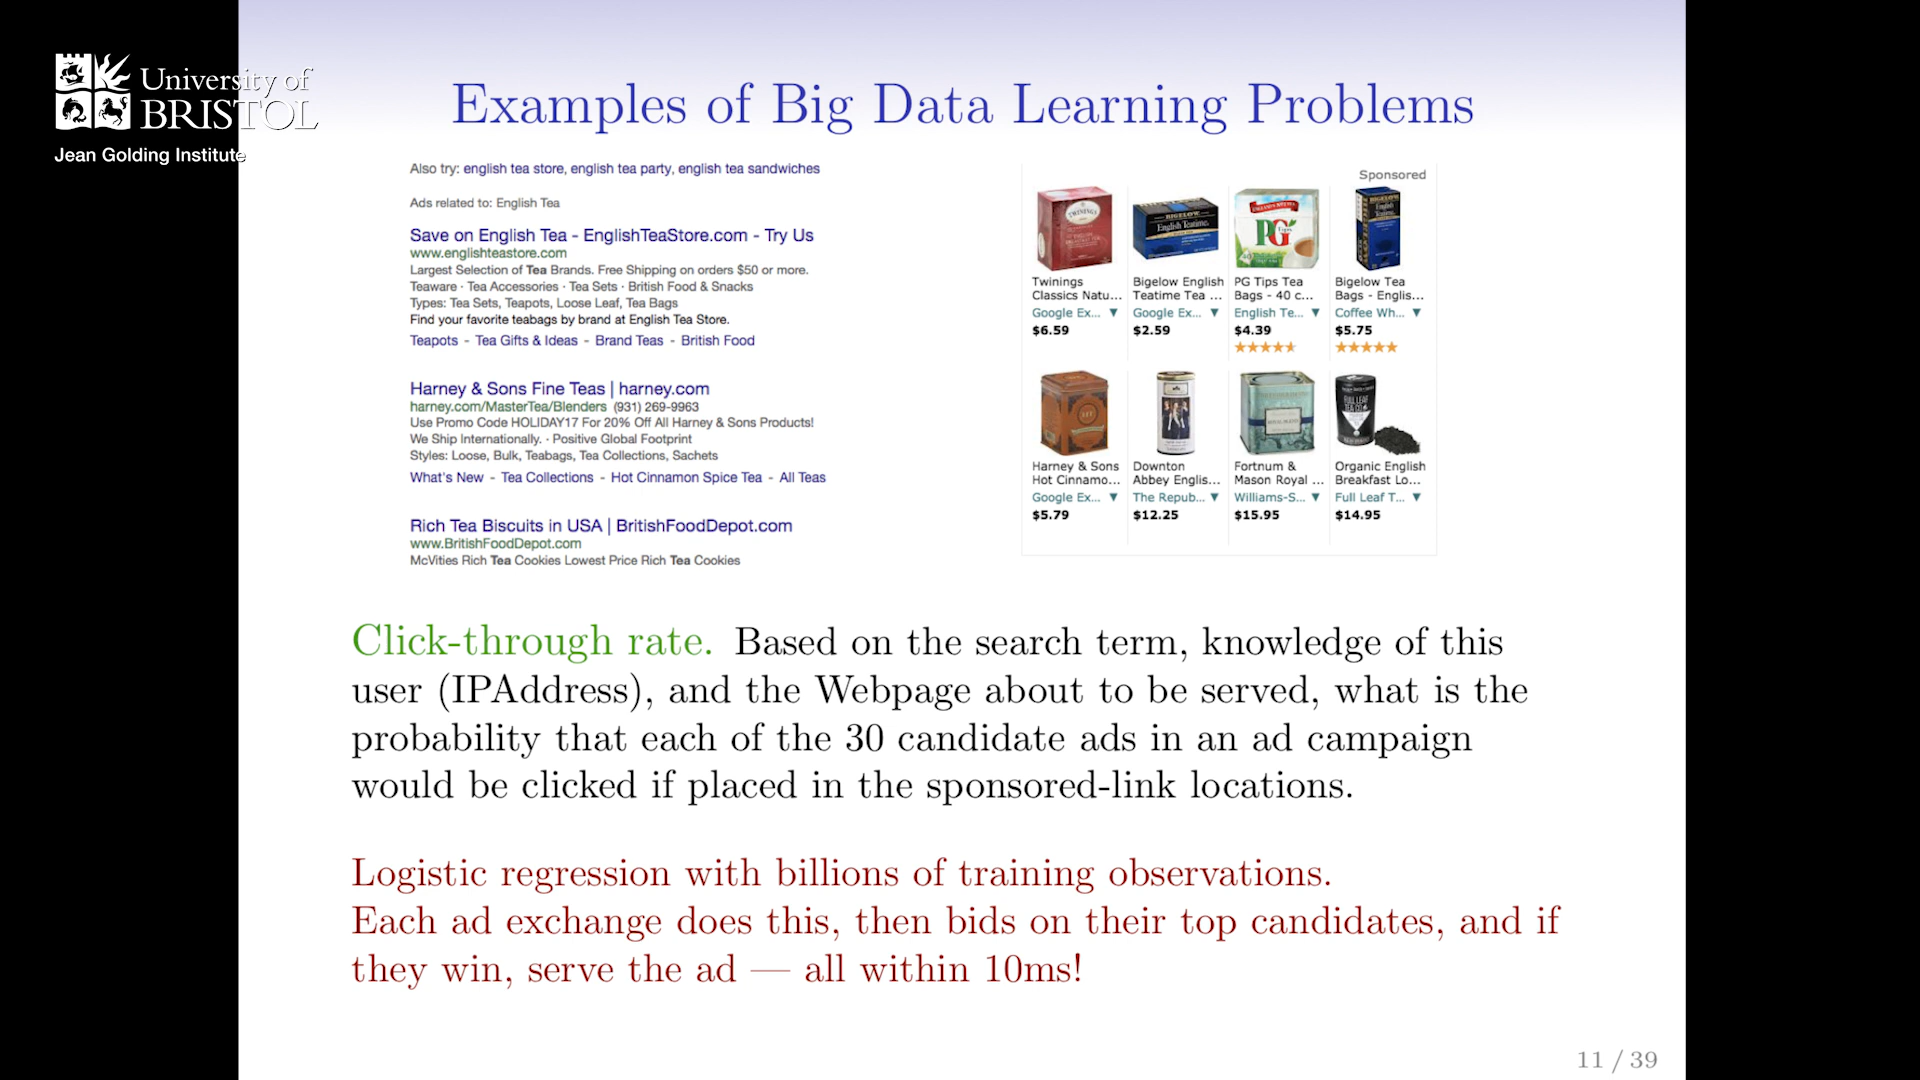 University of
BRISTOL
Jean Golding Institute
Examples of Big Data Learning Problems
Also try: english tea store, english tea party, english tea sandwiches
Ads related to: English Tea
Save on English Tea - EnglishTeaStore.com - Try Us
www.englishteastore.com
Largest Selection of Tea Brands. Free Shipping on orders $50 or more.
Teaware · Tea Accessories · Tea Sets · British Food & Snacks
Types: Tea Sets, Teapots, Loose Leaf, Tea Bags
Find your favorite teabags by brand at English Tea Store.
Teapots - Tea Gifts & Ideas - Brand Teas - British Food
Harney & Sons Fine Teas | harney.com
harney.com/MasterTea/Blenders (931) 269-9963
Use Promo Code HOLIDAY17 For 20% Off All Harney & Sons Products!
We Ship Internationally. · Positive Global Footprint
Styles: Loose, Bulk, Teabags, Tea Collections, Sachets
What's New - Tea Collections - Hot Cinnamon Spice Tea - All Teas
Rich Tea Biscuits in USA | BritishFoodDepot.com
www.BritishFoodDepot.com
McVities Rich Tea Cookies Lowest Price Rich Tea Cookies
Sponsored
TWININGS
BIGELOW
English Teatime
PG
Twinings
Classics Natu...
Google Ex... ▼
$6.59
Bigelow English
Teatime Tea ...
Google Ex... ▼
$2.59
PG Tips Tea
Bags - 40 c...
English Te... ▼
$4.39
Bigelow Tea
Bags - Englis...
Coffee Wh... ▼
$5.75
Harney & Sons
Hot Cinnamo...
Google Ex... ▼
$5.79
Downton
Abbey Englis...
The Repub... ▼
$12.25
Fortnum &
Mason Royal ...
Williams-S... ▼
$15.95
Organic English
Breakfast Lo...
Full Leaf T... ▼
$14.95
Click-through rate. Based on the search term, knowledge of this
user (IPAddress), and the Webpage about to be served, what is the
probability that each of the 30 candidate ads in an ad campaign
would be clicked if placed in the sponsored-link locations.
Logistic regression with billions of training observations.
Each ad exchange does this, then bids on their top candidates, and if
they win, serve the ad — all within 10ms!
11 / 39